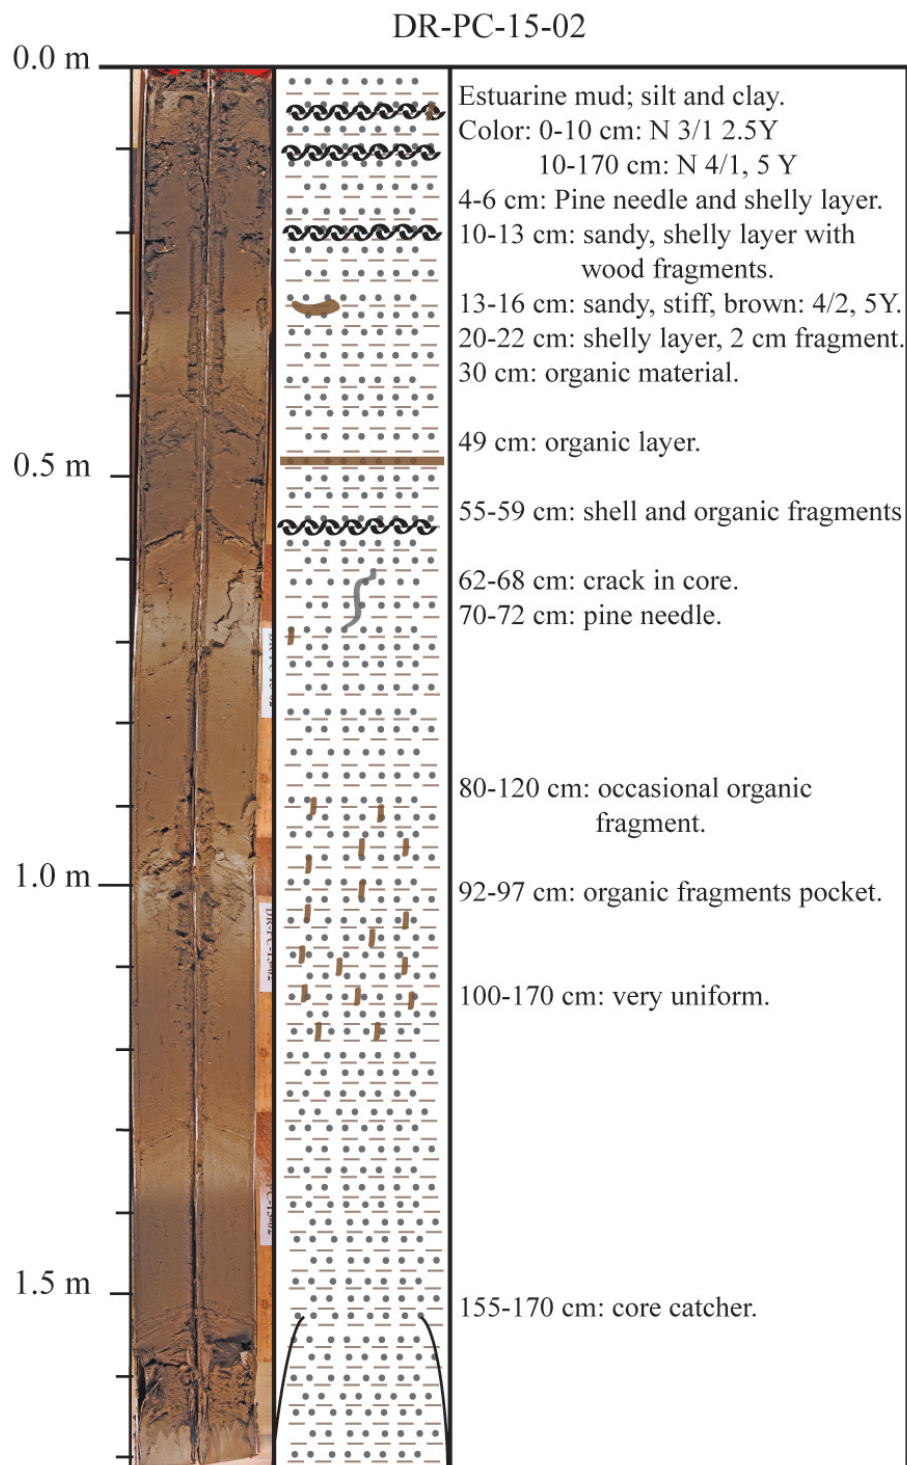 DR-PC-15-02
0.0 m
Estuarine mud; silt and clay.
Color: 0-10 cm: N 3/1 2.5Y
10-170 cm: N 4/1, 5 Y
4-6 cm: Pine needle and shelly layer.
10-13 cm: sandy, shelly layer with
wood fragments.
13-16 cm: sandy, stiff, brown: 4/2, 5Y.
20-22 cm: shelly layer, 2 cm fragment.
30 cm: organic material.
49 cm: organic layer.
0.5 m
55-59 cm: shell and organic fragments
62-68 cm: crack in core.
70-72 cm: pine needle.
80-120 cm: occasional organic
fragment.
1.0 m
92-97 cm: organic fragments pocket.
DR-PC-15-02
100-170 cm: very uniform.
1.5 m
155-170 cm: core catcher.